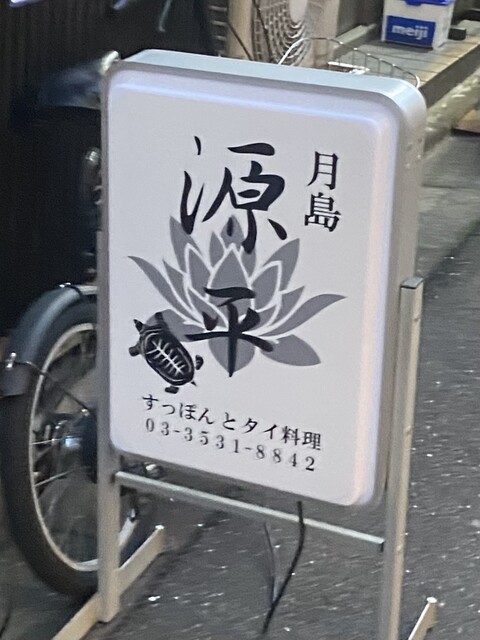 meiji
月島
源平
すっぽんとタイ料理
03-3531-8842